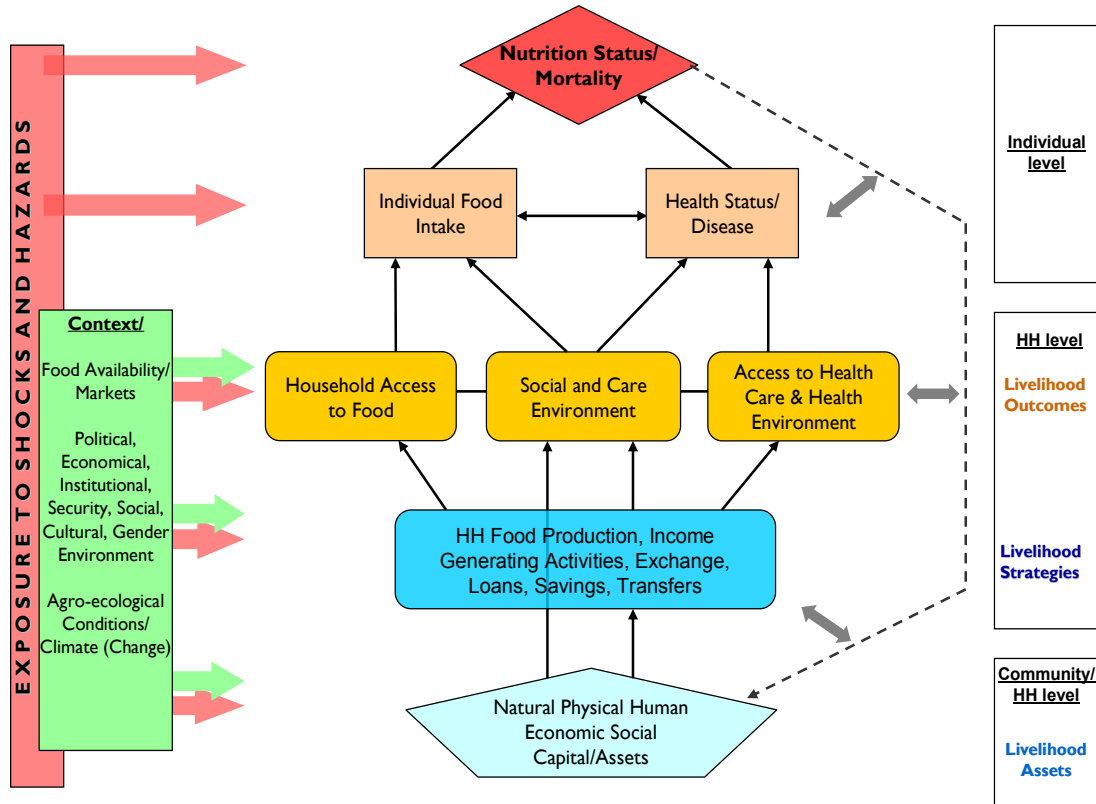 EXPOSURE TO SHOCKS AND HAZARDS
Context/
Food Availability/
Markets
Political,
Economical,
Institutional,
Security, Social,
Cultural, Gender
Environment
Agro-ecological
Conditions/
Climate (Change)
Nutrition Status/
Mortality
Individual Food
Intake
Health Status/
Disease
Household Access
to Food
Social and Care
Environment
Access to Health
Care & Health
Environment
HH Food Production, Income
Generating Activities, Exchange,
Loans, Savings, Transfers
Natural Physical Human
Economic Social
Capital/Assets
Individual
level
HH level
Livelihood
Outcomes
Livelihood
Strategies
Community/
HH level
Livelihood
Assets